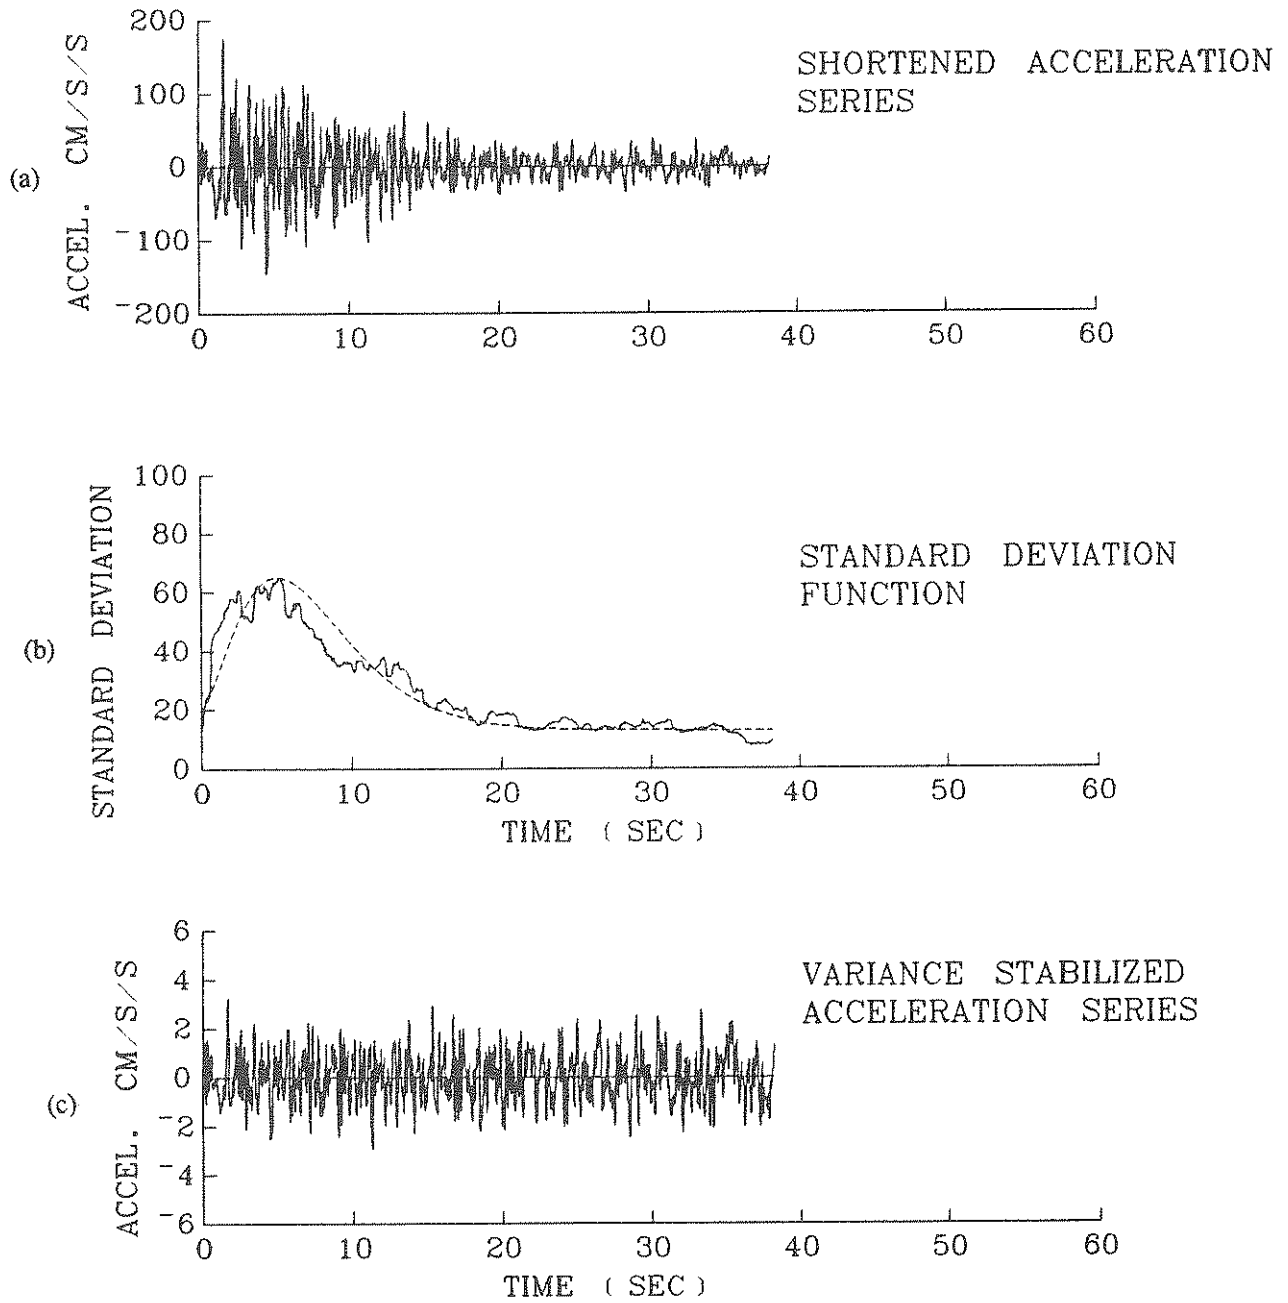 (a)
ACCEL. CM/S/S
200
100
0
-100
-200
0 10 20 30 40 50 60
SHORTENED ACCELERATION
SERIES
(b)
STANDARD DEVIATION
100
80
60
40
20
0
0 10 20 30 40 50 60
TIME (SEC)
STANDARD DEVIATION
FUNCTION
(c)
ACCEL. CM/S/S
6
4
2
0
-2
-4
-6
0 10 20 30 40 50 60
TIME (SEC)
VARIANCE STABILIZED
ACCELERATION SERIES